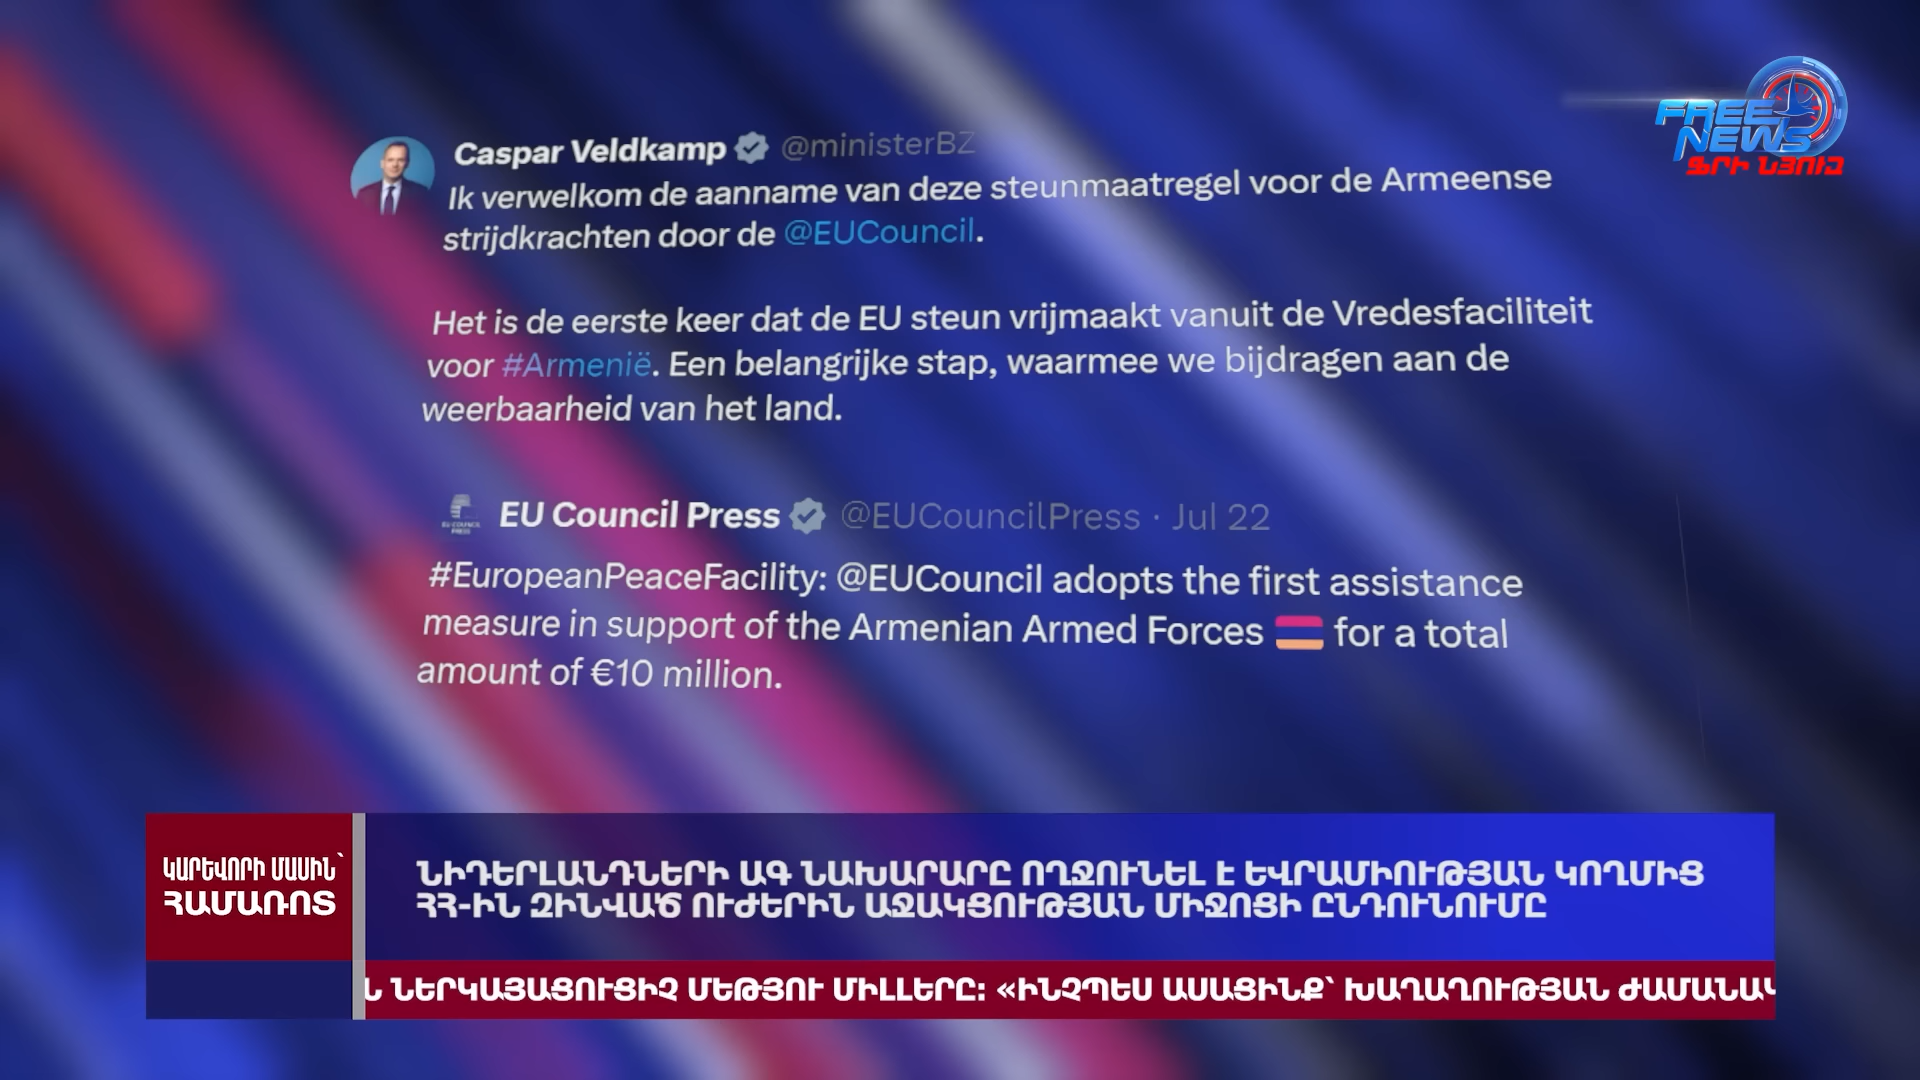 FREE
NEWS
ՖՐԻ ՆՅՈՒԶ
Caspar Veldkamp @ministerBZ
Ik verwelkom de aanname van deze steunmaatregel voor de Armeense
strijdkrachten door de @EUCouncil.
Het is de eerste keer dat de EU steun vrijmaakt vanuit de Vredesfaciliteit
voor #Armenië. Een belangrijke stap, waarmee we bijdragen aan de
weerbaarheid van het land.
EU COUNCIL
PRESS
EU Council Press @EUCouncilPress · Jul 22
#EuropeanPeaceFacility: @EUCouncil adopts the first assistance
measure in support of the Armenian Armed Forces 🇦🇲 for a total
amount of €10 million.
ԿԱՐԵՎՈՐԻ ՄԱՍԻՆ՝
ՀԱՄԱՌՈՏ
ՆԻԴԵՐԼԱՆԴՆԵՐԻ ԱԳ ՆԱԽԱՐԱՐԸ ՈՂՋՈՒՆԵԼ Է ԵՎՐԱՄԻՈՒԹՅԱՆ ԿՈՂՄԻՑ
ՀՀ-ԻՆ ԶԻՆՎԱԾ ՈՒԺԵՐԻՆ ԱՋԱԿՑՈՒԹՅԱՆ ՄԻՋՈՑԻ ԸՆԴՈՒՆՈՒՄԸ
Ն ՆԵՐԿԱՅԱՑՈՒՑԻՉ ՄԵԹՅՈՒ ՄԻԼԼԵՐԸ: «ԻՆՉՊԵՍ ԱՍԱՑԻՆՔ՝ ԽԱՂԱՂՈՒԹՅԱՆ ԺԱՄԱՆԱԿ